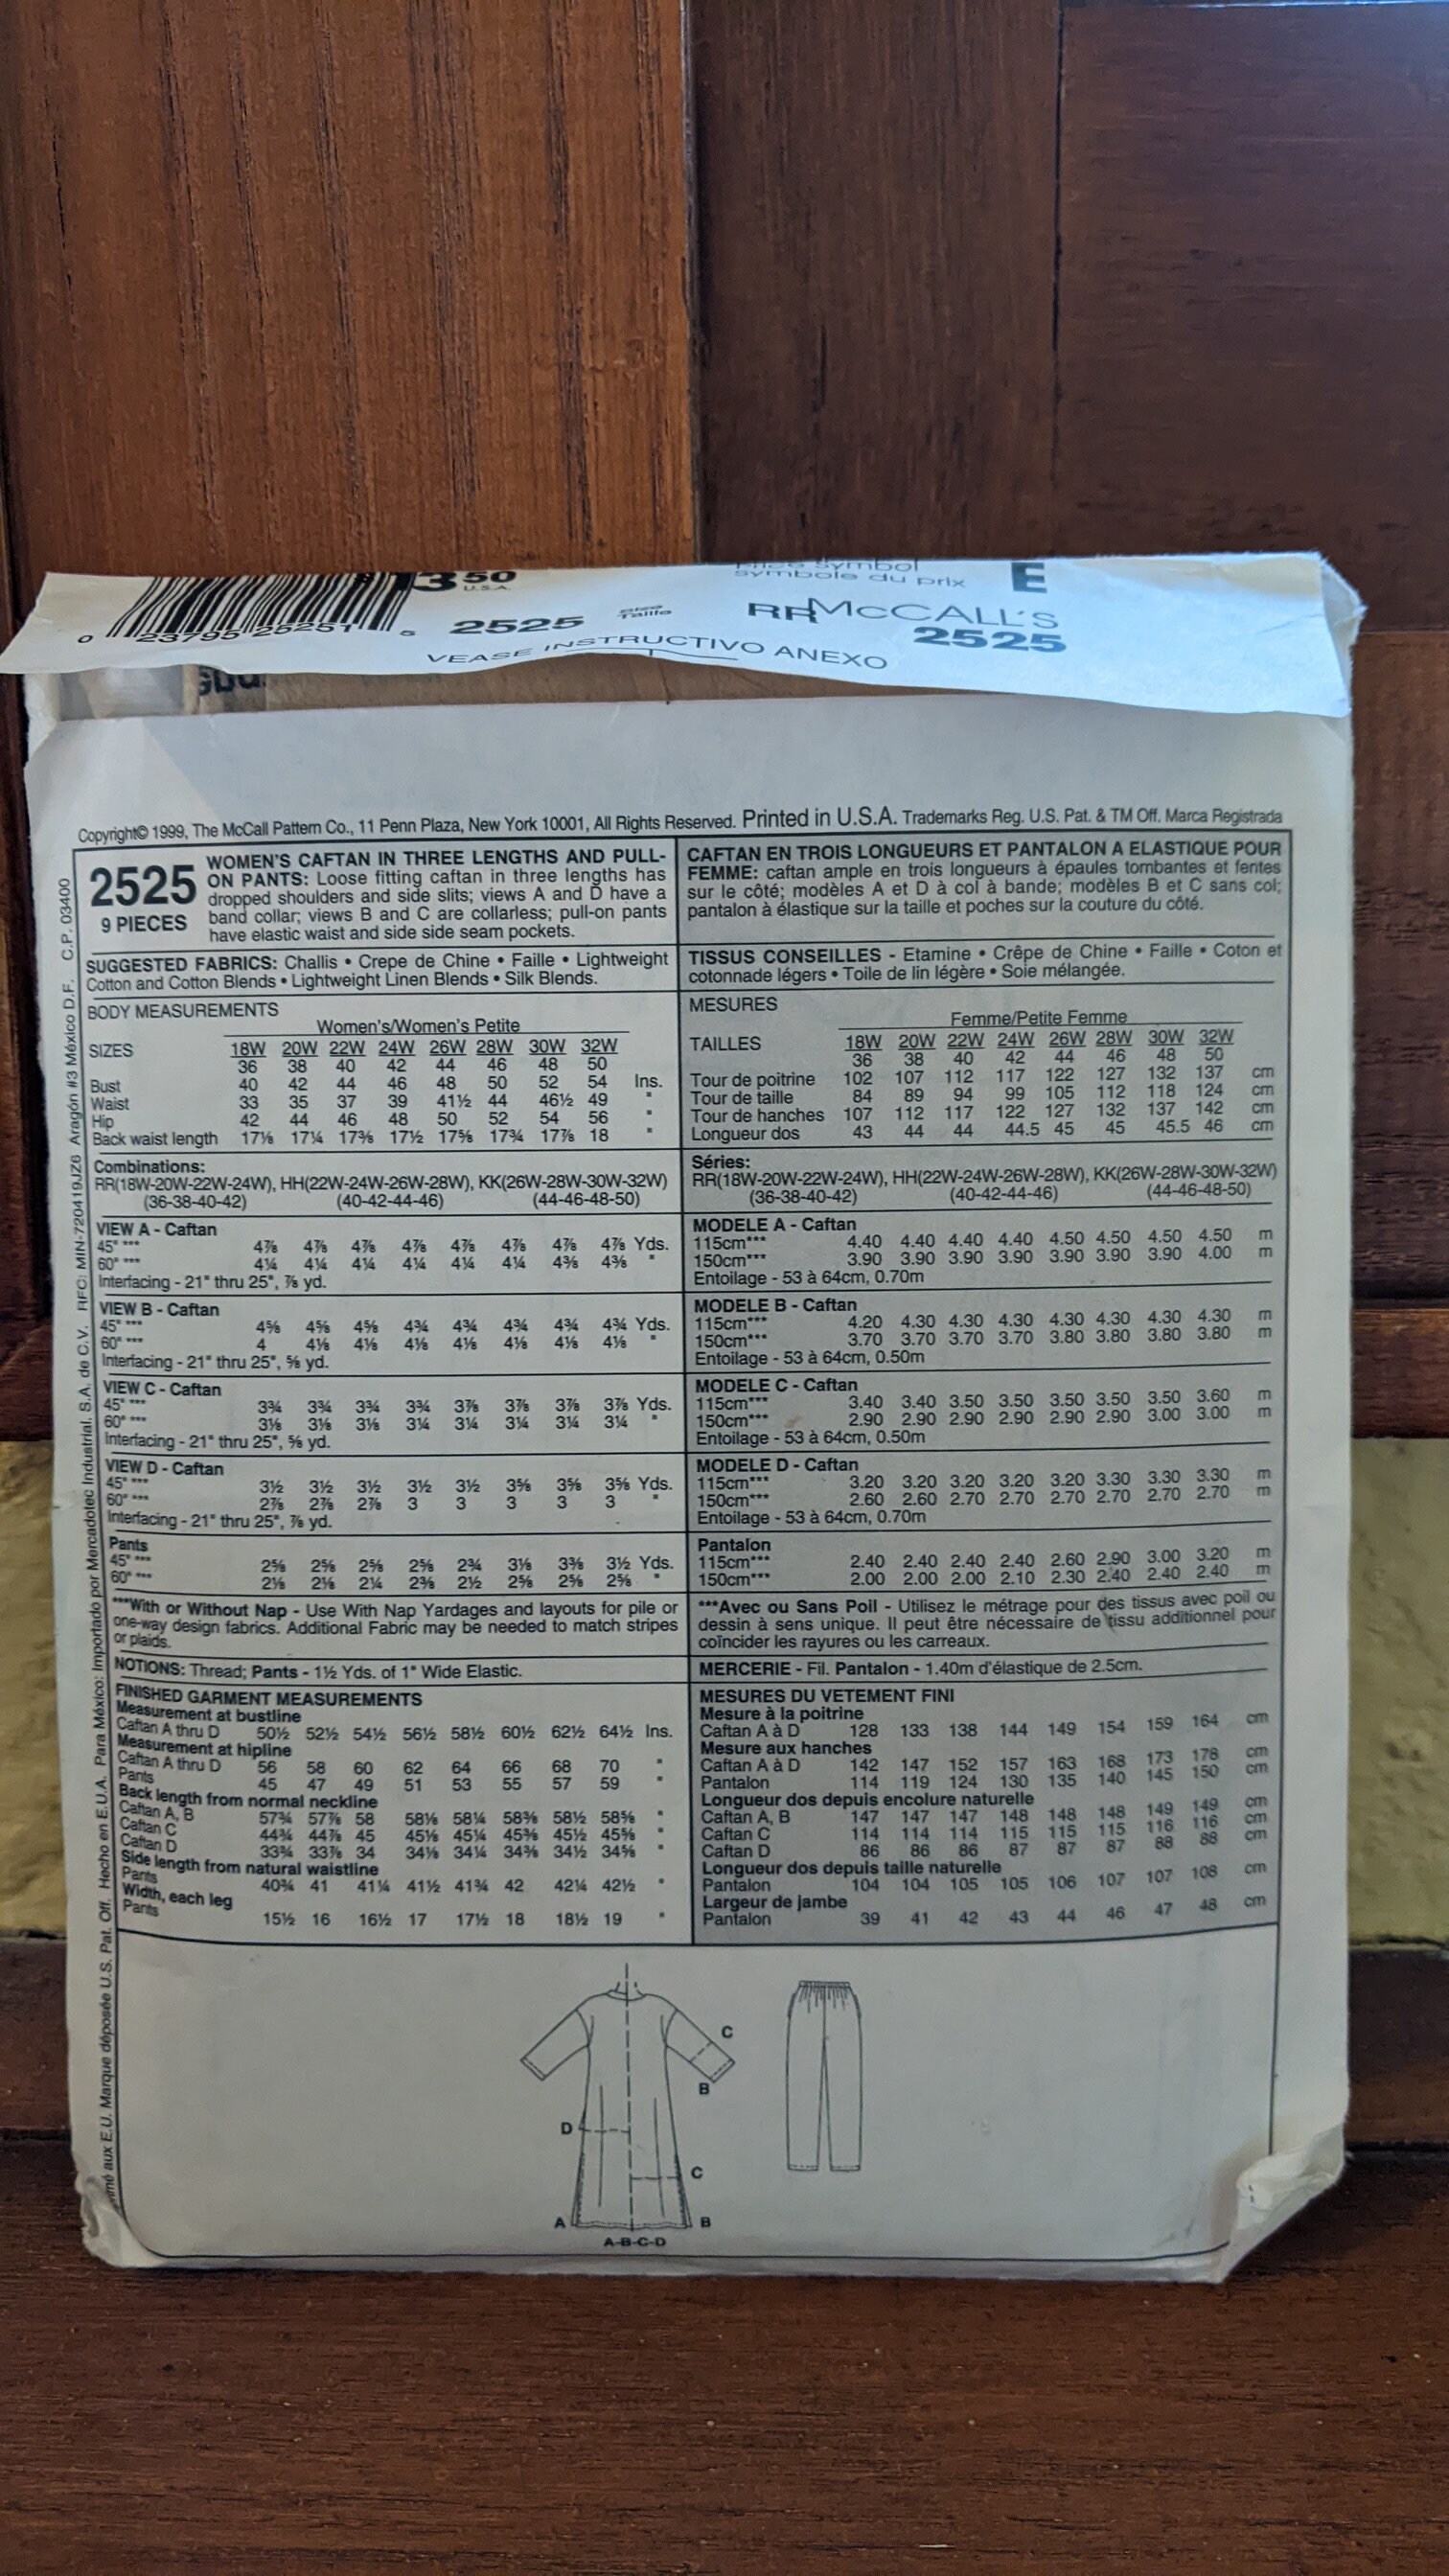 3 50
U.S.A.
symbole du prix
E
0 23795 25251 5
2525
Size
Taille
RR
McCALL'S
2525
VEASE INSTRUCTIVO ANEXO
Copyright© 1999, The McCall Pattern Co., 11 Penn Plaza, New York 10001, All Rights Reserved. Printed in U.S.A. Trademarks Reg. U.S. Pat. & TM Off. Marca Registrada
2525
9 PIECES
WOMEN'S CAFTAN IN THREE LENGTHS AND PULL-
ON PANTS: Loose fitting caftan in three lengths has
dropped shoulders and side slits; views A and D have a
band collar; views B and C are collarless; pull-on pants
have elastic waist and side side seam pockets.
SUGGESTED FABRICS: Challis • Crepe de Chine • Faille • Lightweight
Cotton and Cotton Blends • Lightweight Linen Blends • Silk Blends.
BODY MEASUREMENTS
Women's/Women's Petite
SIZES 18W 20W 22W 24W 26W 28W 30W 32W
36 38 40 42 44 46 48 50
Bust 40 42 44 46 48 50 52 54 Ins.
Waist 33 35 37 39 41½ 44 46½ 49 "
Hip 42 44 46 48 50 52 54 56 "
Back waist length 17⅛ 17¼ 17⅜ 17½ 17⅝ 17¾ 17⅞ 18 "
Combinations:
RR(18W-20W-22W-24W), HH(22W-24W-26W-28W), KK(26W-28W-30W-32W)
(36-38-40-42) (40-42-44-46) (44-46-48-50)
VIEW A - Caftan
45" *** 4⅞ 4⅞ 4⅞ 4⅞ 4⅞ 4⅞ 4⅞ 4⅞ Yds.
60" *** 4¼ 4¼ 4¼ 4¼ 4¼ 4¼ 4⅜ 4⅜ "
Interfacing - 21" thru 25", ⅞ yd.
VIEW B - Caftan
45" *** 4⅝ 4⅝ 4⅝ 4¾ 4¾ 4¾ 4¾ 4¾ Yds.
60" *** 4 4⅛ 4⅛ 4⅛ 4⅛ 4⅛ 4⅛ 4⅛ "
Interfacing - 21" thru 25", ⅝ yd.
VIEW C - Caftan
45" *** 3¾ 3¾ 3¾ 3¾ 3⅞ 3⅞ 3⅞ 3⅞ Yds.
60" *** 3⅛ 3⅛ 3⅛ 3¼ 3¼ 3¼ 3¼ 3¼ "
Interfacing - 21" thru 25", ⅝ yd.
VIEW D - Caftan
45" *** 3½ 3½ 3½ 3½ 3½ 3⅝ 3⅝ 3⅝ Yds.
60" *** 2⅞ 2⅞ 2⅞ 3 3 3 3 3 "
Interfacing - 21" thru 25", ⅞ yd.
Pants
45" *** 2⅝ 2⅝ 2⅝ 2⅝ 2¾ 3⅛ 3⅜ 3½ Yds.
60" *** 2⅛ 2⅛ 2¼ 2⅜ 2½ 2⅝ 2⅝ 2⅝ "
***With or Without Nap - Use With Nap Yardages and layouts for pile or
one-way design fabrics. Additional Fabric may be needed to match stripes
or plaids.
NOTIONS: Thread; Pants - 1½ Yds. of 1" Wide Elastic.
FINISHED GARMENT MEASUREMENTS
Measurement at bustline
Caftan A thru D 50½ 52½ 54½ 56½ 58½ 60½ 62½ 64½ Ins.
Measurement at hipline
Caftan A thru D 56 58 60 62 64 66 68 70 "
Pants 45 47 49 51 53 55 57 59 "
Back length from normal neckline
Caftan A, B 57¾ 57⅞ 58 58⅛ 58¼ 58⅜ 58½ 58⅝ "
Caftan C 44¾ 44⅞ 45 45⅛ 45¼ 45⅜ 45½ 45⅝ "
Caftan D 33¾ 33⅞ 34 34⅛ 34¼ 34⅜ 34½ 34⅝ "
Side length from natural waistline
Pants 40¾ 41 41¼ 41½ 41¾ 42 42¼ 42½ "
Width, each leg
Pants 15½ 16 16½ 17 17½ 18 18½ 19 "
CAFTAN EN TROIS LONGUEURS ET PANTALON A ELASTIQUE POUR
FEMME: caftan ample en trois longueurs à épaules tombantes et fentes
sur le côté; modèles A et D à col à bande; modèles B et C sans col;
pantalon à élastique sur la taille et poches sur la couture du côté.
TISSUS CONSEILLES - Etamine • Crêpe de Chine • Faille • Coton et
cotonnade légers • Toile de lin légère • Soie mélangée.
MESURES
Femme/Petite Femme
TAILLES 18W 20W 22W 24W 26W 28W 30W 32W
36 38 40 42 44 46 48 50
Tour de poitrine 102 107 112 117 122 127 132 137 cm
Tour de taille 84 89 94 99 105 112 118 124 cm
Tour de hanches 107 112 117 122 127 132 137 142 cm
Longueur dos 43 44 44 44.5 45 45 45.5 46 cm
Séries:
RR(18W-20W-22W-24W), HH(22W-24W-26W-28W), KK(26W-28W-30W-32W)
(36-38-40-42) (40-42-44-46) (44-46-48-50)
MODELE A - Caftan
115cm*** 4.40 4.40 4.40 4.40 4.50 4.50 4.50 4.50 m
150cm*** 3.90 3.90 3.90 3.90 3.90 3.90 3.90 4.00 m
Entoilage - 53 à 64cm, 0.70m
MODELE B - Caftan
115cm*** 4.20 4.30 4.30 4.30 4.30 4.30 4.30 4.30 m
150cm*** 3.70 3.70 3.70 3.70 3.80 3.80 3.80 3.80 m
Entoilage - 53 à 64cm, 0.50m
MODELE C - Caftan
115cm*** 3.40 3.40 3.50 3.50 3.50 3.50 3.50 3.60 m
150cm*** 2.90 2.90 2.90 2.90 2.90 2.90 3.00 3.00 m
Entoilage - 53 à 64cm, 0.50m
MODELE D - Caftan
115cm*** 3.20 3.20 3.20 3.20 3.20 3.30 3.30 3.30 m
150cm*** 2.60 2.60 2.70 2.70 2.70 2.70 2.70 2.70 m
Entoilage - 53 à 64cm, 0.70m
Pantalon
115cm*** 2.40 2.40 2.40 2.40 2.60 2.90 3.00 3.20 m
150cm*** 2.00 2.00 2.00 2.10 2.30 2.40 2.40 2.40 m
***Avec ou Sans Poil - Utilisez le métrage pour des tissus avec poil ou
dessin à sens unique. Il peut être nécessaire de tissu additionnel pour
coïncider les rayures ou les carreaux.
MERCERIE - Fil. Pantalon - 1.40m d'élastique de 2.5cm.
MESURES DU VETEMENT FINI
Mesure à la poitrine
Caftan A à D 128 133 138 144 149 154 159 164 cm
Mesure aux hanches
Caftan A à D 142 147 152 157 163 168 173 178 cm
Pantalon 114 119 124 130 135 140 145 150 cm
Longueur dos depuis encolure naturelle
Caftan A, B 147 147 147 148 148 148 149 149 cm
Caftan C 114 114 114 115 115 115 116 116 cm
Caftan D 86 86 86 87 87 87 88 88 cm
Longueur dos depuis taille naturelle
Pantalon 104 104 105 105 106 107 107 108 cm
Largeur de jambe
Pantalon 39 41 42 43 44 46 47 48 cm
C
B
D
C
A
B
A-B-C-D
aux E.U. Marque déposée U.S. Pat. Off. Hecho en E.U.A. Para México: Importado por Mercadotec Industrial. S.A. de C.V. RFC: MIN-720419JZ6 Aragón #3 México D.F. C.P. 03400